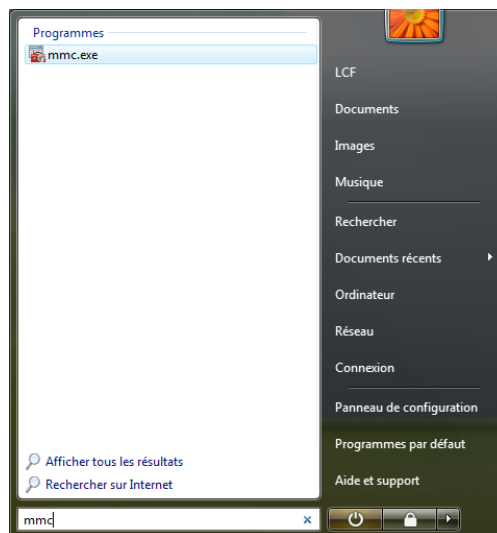 Programmes
mmc.exe
Afficher tous les résultats
Rechercher sur Internet
mmc
LCF
Documents
Images
Musique
Rechercher
Documents récents
Ordinateur
Réseau
Connexion
Panneau de configuration
Programmes par défaut
Aide et support